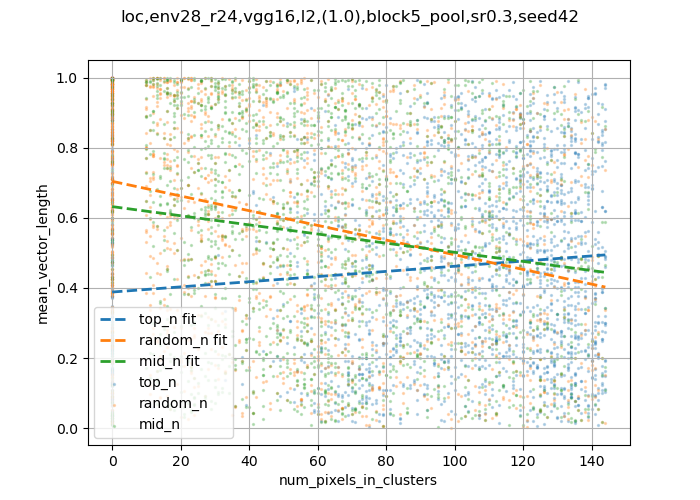 loc,env28_r24,vgg16,l2,(1.0),block5_pool,sr0.3,seed42
1.0
0.8
0.6
0.4
0.2
0.0
mean_vector_length
top_n fit
random_n fit
mid_n fit
top_n
random_n
mid_n
0 20 40 60 80 100 120 140
num_pixels_in_clusters